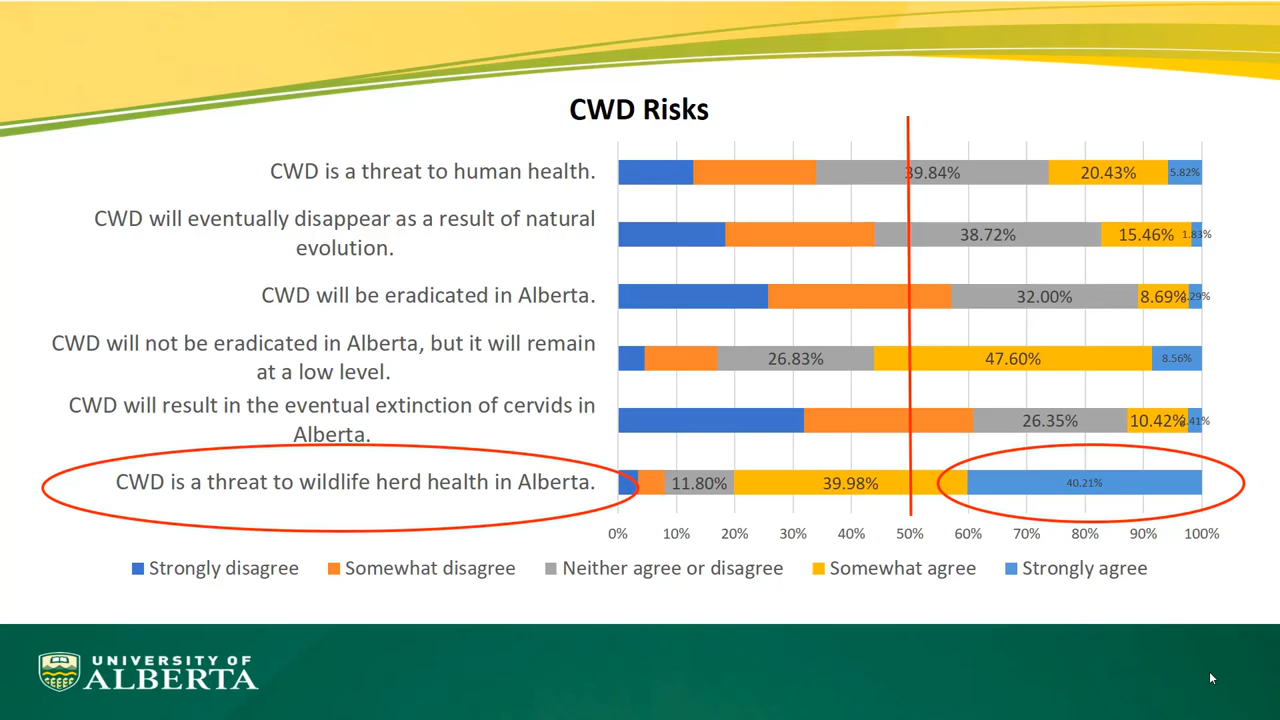 CWD Risks
CWD is a threat to human health.
39.84%
20.43%
5.82%
CWD will eventually disappear as a result of natural
evolution.
38.72%
15.46%
1.83%
CWD will be eradicated in Alberta.
32.00%
8.69%
.29%
CWD will not be eradicated in Alberta, but it will remain
at a low level.
26.83%
47.60%
8.56%
CWD will result in the eventual extinction of cervids in
Alberta.
26.35%
10.42%
.41%
CWD is a threat to wildlife herd health in Alberta.
11.80%
39.98%
40.21%
0% 10% 20% 30% 40% 50% 60% 70% 80% 90% 100%
Strongly disagree Somewhat disagree Neither agree or disagree Somewhat agree Strongly agree
UNIVERSITY OF
ALBERTA